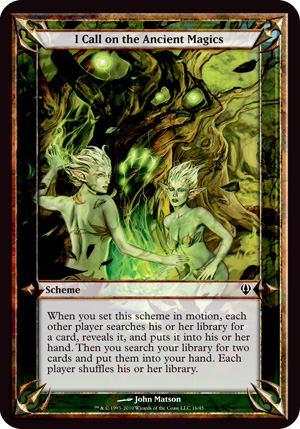 I Call on the Ancient Magics
Scheme
When you set this scheme in motion, each
other player searches his or her library for
a card, reveals it, and puts it into his or her
hand. Then you search your library for two
cards and put them into your hand. Each
player shuffles his or her library.
John Matson
™ & © 1993–2010 Wizards of the Coast LLC 16/45